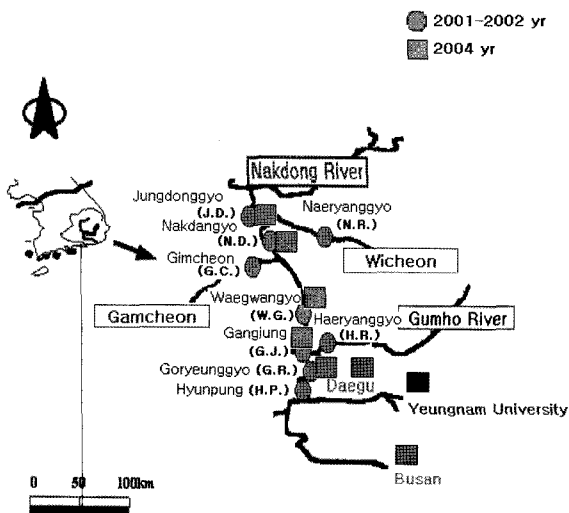 2001-2002 yr
2004 yr
Nakdong River
Jungdonggyo
(J.D.)
Naeryanggyo
(N.R.)
Nakdangyo
(N.D.)
Gimcheon
(G.C.)
Wicheon
Waegwangyo
(W.G.)
Gamcheon
Haeryanggyo
(H.R.)
Gumho River
Gangjung
(G.J.)
Goryeunggyo (G.R.)
Daegu
Hyunpung (H.P.)
Yeungnam University
Busan
0 50 100km